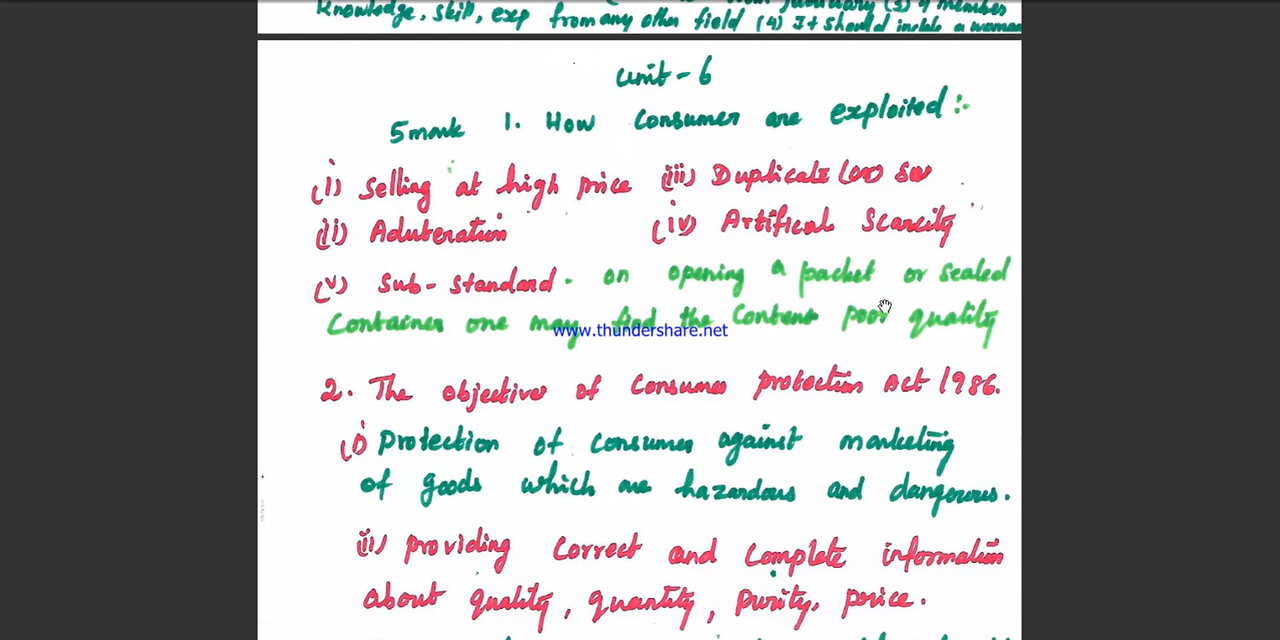 Knowledge, skill, exp from any other field (4) It should include a woman
Unit - 6
5 mark 1. How Consumer are exploited :-
(i) Selling at high price (iii) Duplicate (or)
(ii) Aduteration (iv) Artifical Scarcity
(v) Sub-Standard - on opening a packet or sealed
Container one may find the Content poor quality
www.thundershare.net
2. The objectives of Consumer protection Act 1986.
(i) Protection of Consumer against marketing
of goods which are hazardous and dangerous.
(ii) providing Correct and Complete information
about quality, quantity, purity, price.